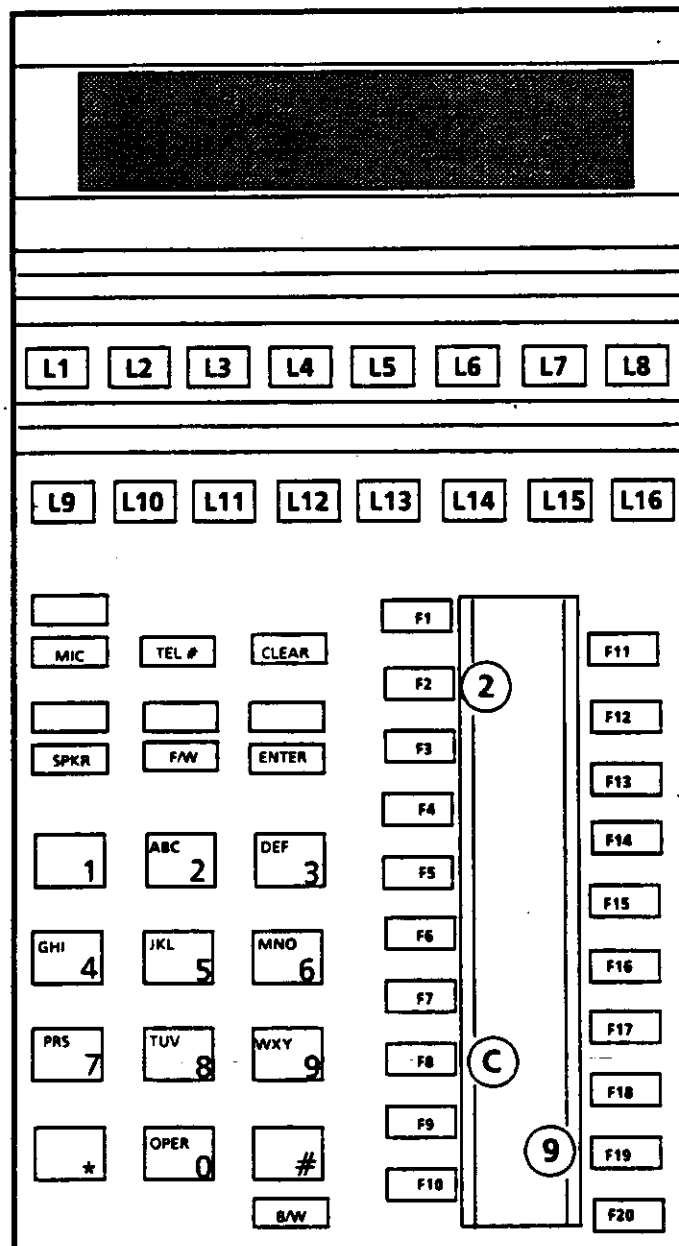 L1 L2 L3 L4 L5 L6 L7 L8
L9 L10 L11 L12 L13 L14 L15 L16
MIC TEL # CLEAR
SPKR F/W ENTER
1 ABC 2 DEF 3
GHI 4 JKL 5 MNO 6
PRS 7 TUV 8 WXY 9
* OPER 0 #
B/W
F1
F2 2
F3
F4
F5
F6
F7
F8 C
F9
F10
F11
F12
F13
F14
F15
F16
F17
F18
9 F19
F20